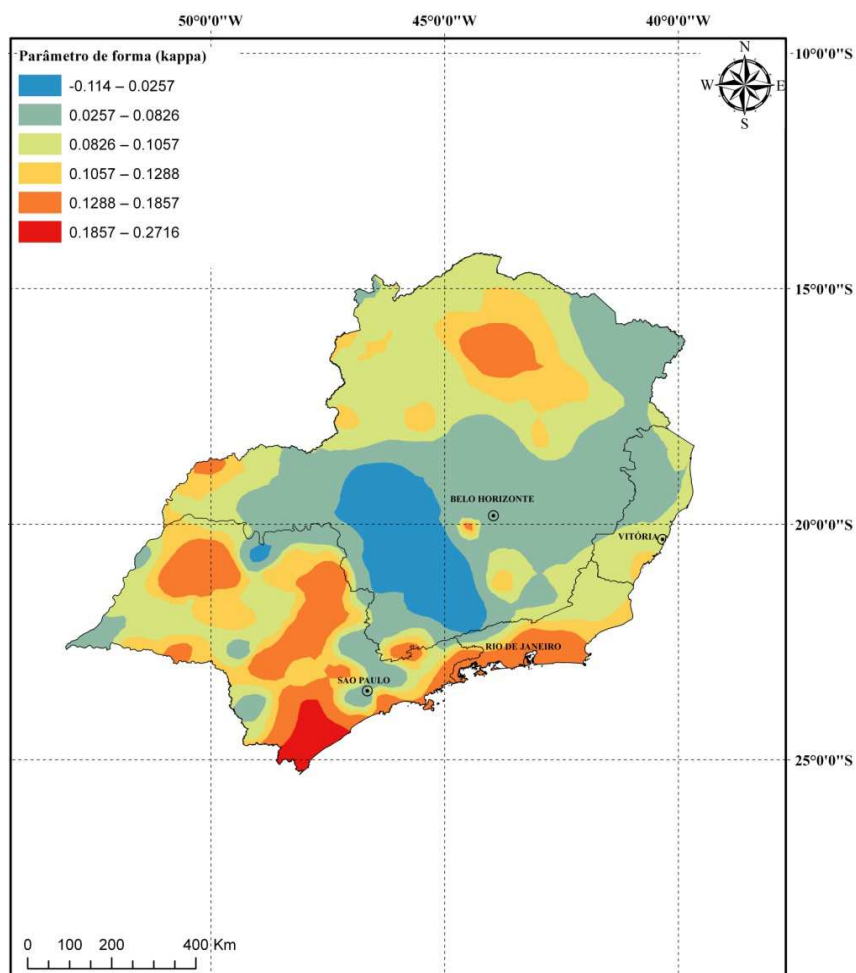 50°0'0"W 45°0'0"W 40°0'0"W
Parâmetro de forma (kappa)
-0.114 – 0.0257
0.0257 – 0.0826
0.0826 – 0.1057
0.1057 – 0.1288
0.1288 – 0.1857
0.1857 – 0.2716
N
W E
S
10°0'0"S
15°0'0"S
BELO HORIZONTE
20°0'0"S
VITÓRIA
RIO DE JANEIRO
SAO PAULO
25°0'0"S
0 100 200 400 Km